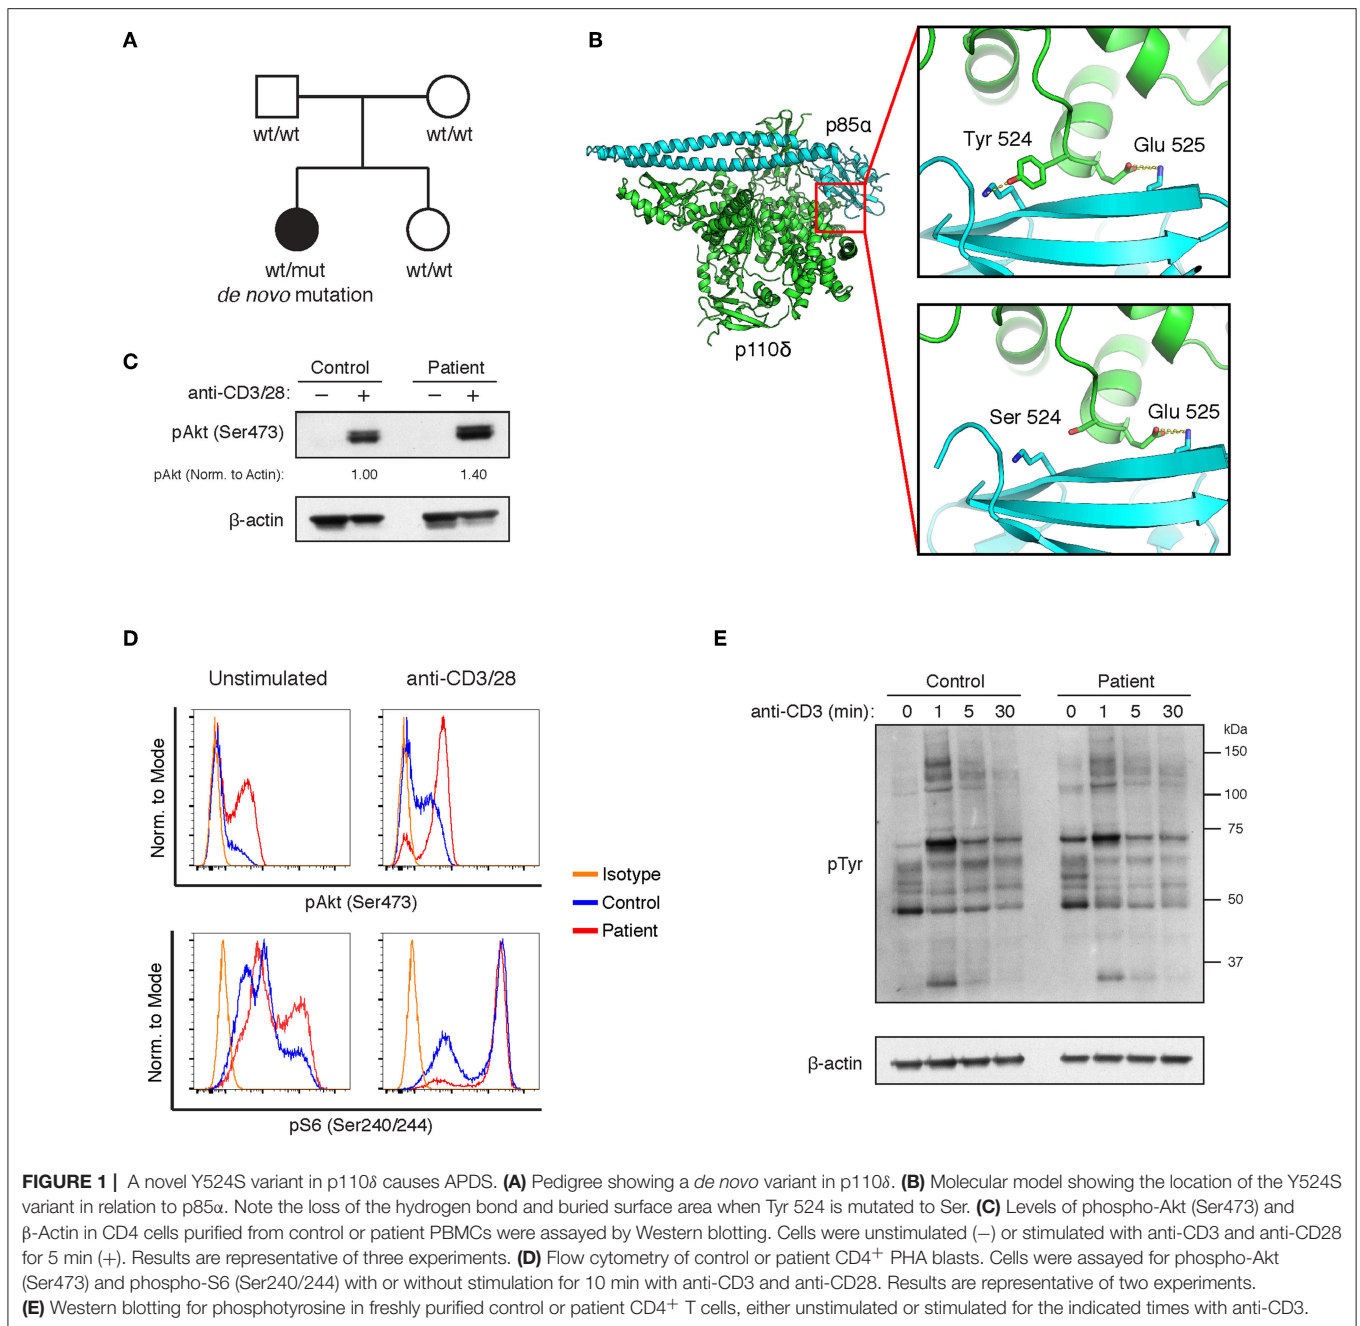 A
wt/wt
wt/wt
wt/mut
wt/wt
de novo mutation
B
p85α
p110δ
Tyr 524
Glu 525
Ser 524
Glu 525
C
Control
Patient
anti-CD3/28:
−
+
−
+
pAkt (Ser473)
pAkt (Norm. to Actin):
1.00
1.40
β-actin
D
Unstimulated
anti-CD3/28
Norm. to Mode
pAkt (Ser473)
Norm. to Mode
pS6 (Ser240/244)
Isotype
Control
Patient
E
Control
Patient
anti-CD3 (min):
0
1
5
30
0
1
5
30
kDa
150
100
75
50
37
pTyr
β-actin
FIGURE 1 | A novel Y524S variant in p110δ causes APDS. (A) Pedigree showing a de novo variant in p110δ. (B) Molecular model showing the location of the Y524S
variant in relation to p85α. Note the loss of the hydrogen bond and buried surface area when Tyr 524 is mutated to Ser. (C) Levels of phospho-Akt (Ser473) and
β-Actin in CD4 cells purified from control or patient PBMCs were assayed by Western blotting. Cells were unstimulated (−) or stimulated with anti-CD3 and anti-CD28
for 5 min (+). Results are representative of three experiments. (D) Flow cytometry of control or patient CD4+ PHA blasts. Cells were assayed for phospho-Akt
(Ser473) and phospho-S6 (Ser240/244) with or without stimulation for 10 min with anti-CD3 and anti-CD28. Results are representative of two experiments.
(E) Western blotting for phosphotyrosine in freshly purified control or patient CD4+ T cells, either unstimulated or stimulated for the indicated times with anti-CD3.